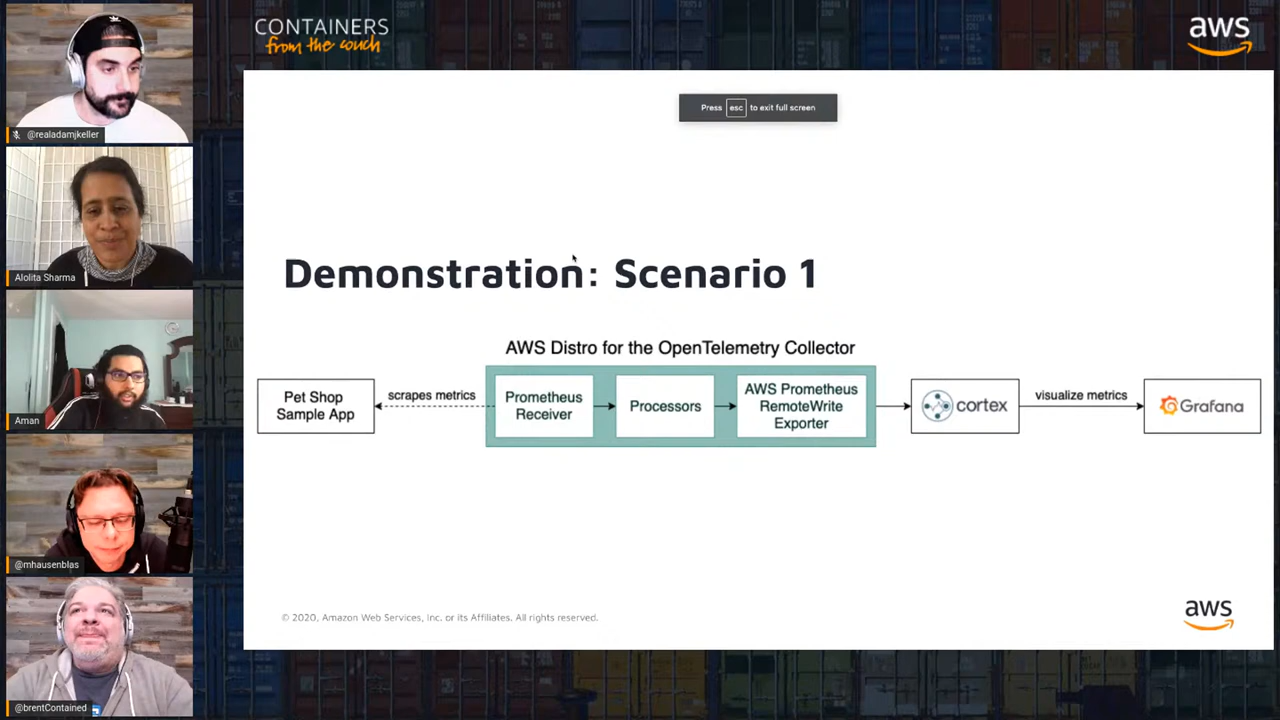 CONTAINERS
from the couch
aws
Press esc to exit full screen
@realadamjkeller
Alolita Sharma
Aman
@mhausenblas
@brentContained
Demonstration: Scenario 1
AWS Distro for the OpenTelemetry Collector
Pet Shop
Sample App
scrapes metrics
Prometheus
Receiver
Processors
AWS Prometheus
RemoteWrite
Exporter
cortex
visualize metrics
Grafana
© 2020, Amazon Web Services, Inc. or its Affiliates. All rights reserved.
aws